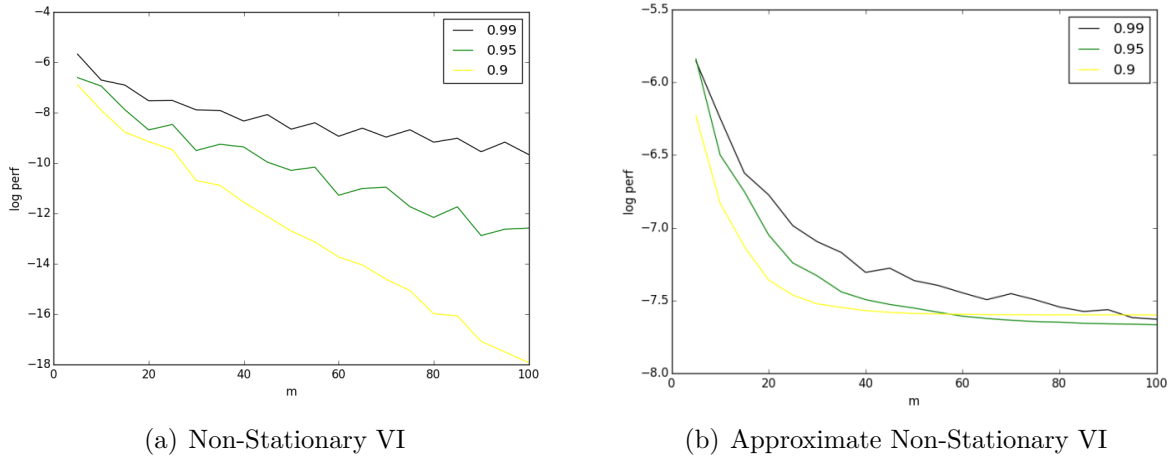 −4
−6
−8
−10
−12
−14
−16
−18
log perf
0 20 40 60 80 100
m
0.99
0.95
0.9
(a) Non-Stationary VI
−5.5
−6.0
−6.5
−7.0
−7.5
−8.0
log perf
0 20 40 60 80 100
m
0.99
0.95
0.9
(b) Approximate Non-Stationary VI